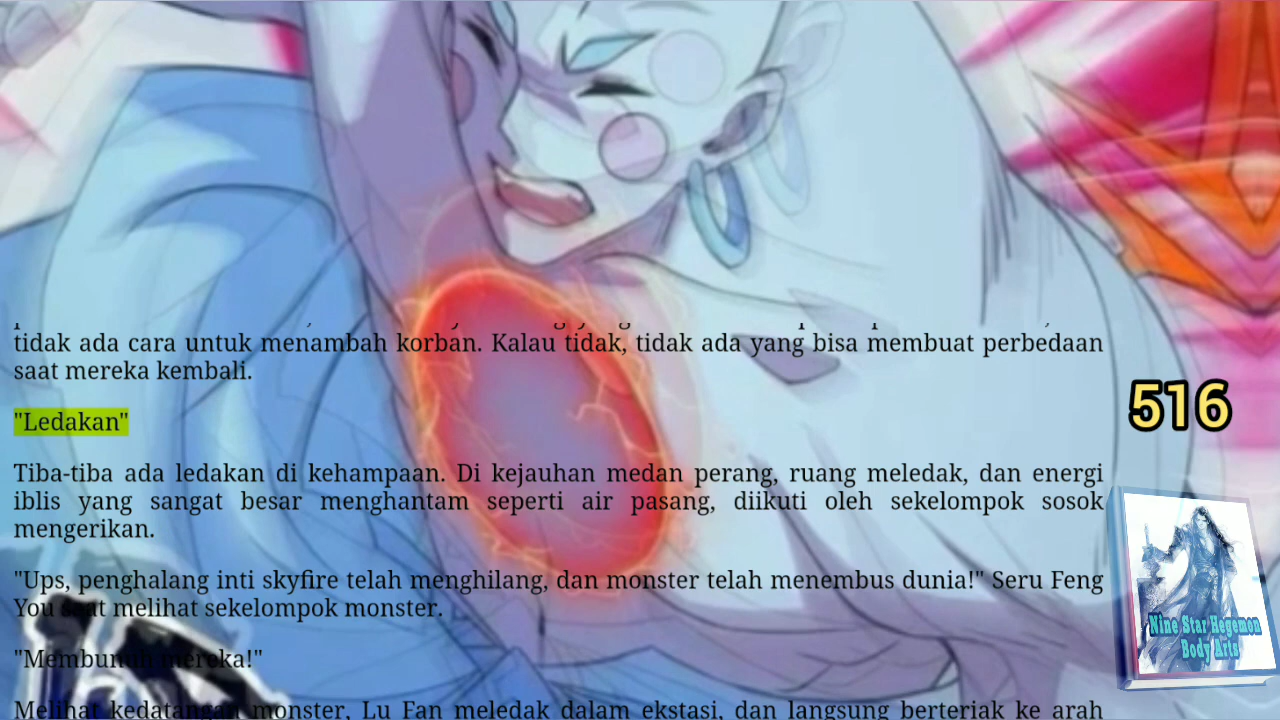 tidak ada cara untuk menambah korban. Kalau tidak, tidak ada yang bisa membuat perbedaan
saat mereka kembali.
"Ledakan"
Tiba-tiba ada ledakan di kehampaan. Di kejauhan medan perang, ruang meledak, dan energi
iblis yang sangat besar menghantam seperti air pasang, diikuti oleh sekelompok sosok
mengerikan.
"Ups, penghalang inti skyfire telah menghilang, dan monster telah menembus dunia!" Seru Feng
You saat melihat sekelompok monster.
"Membunuh mereka!"
Melihat kedatangan monster, Lu Fan meledak dalam ekstasi, dan langsung berteriak ke arah
516
Nine Star Hegemon
Body Arts